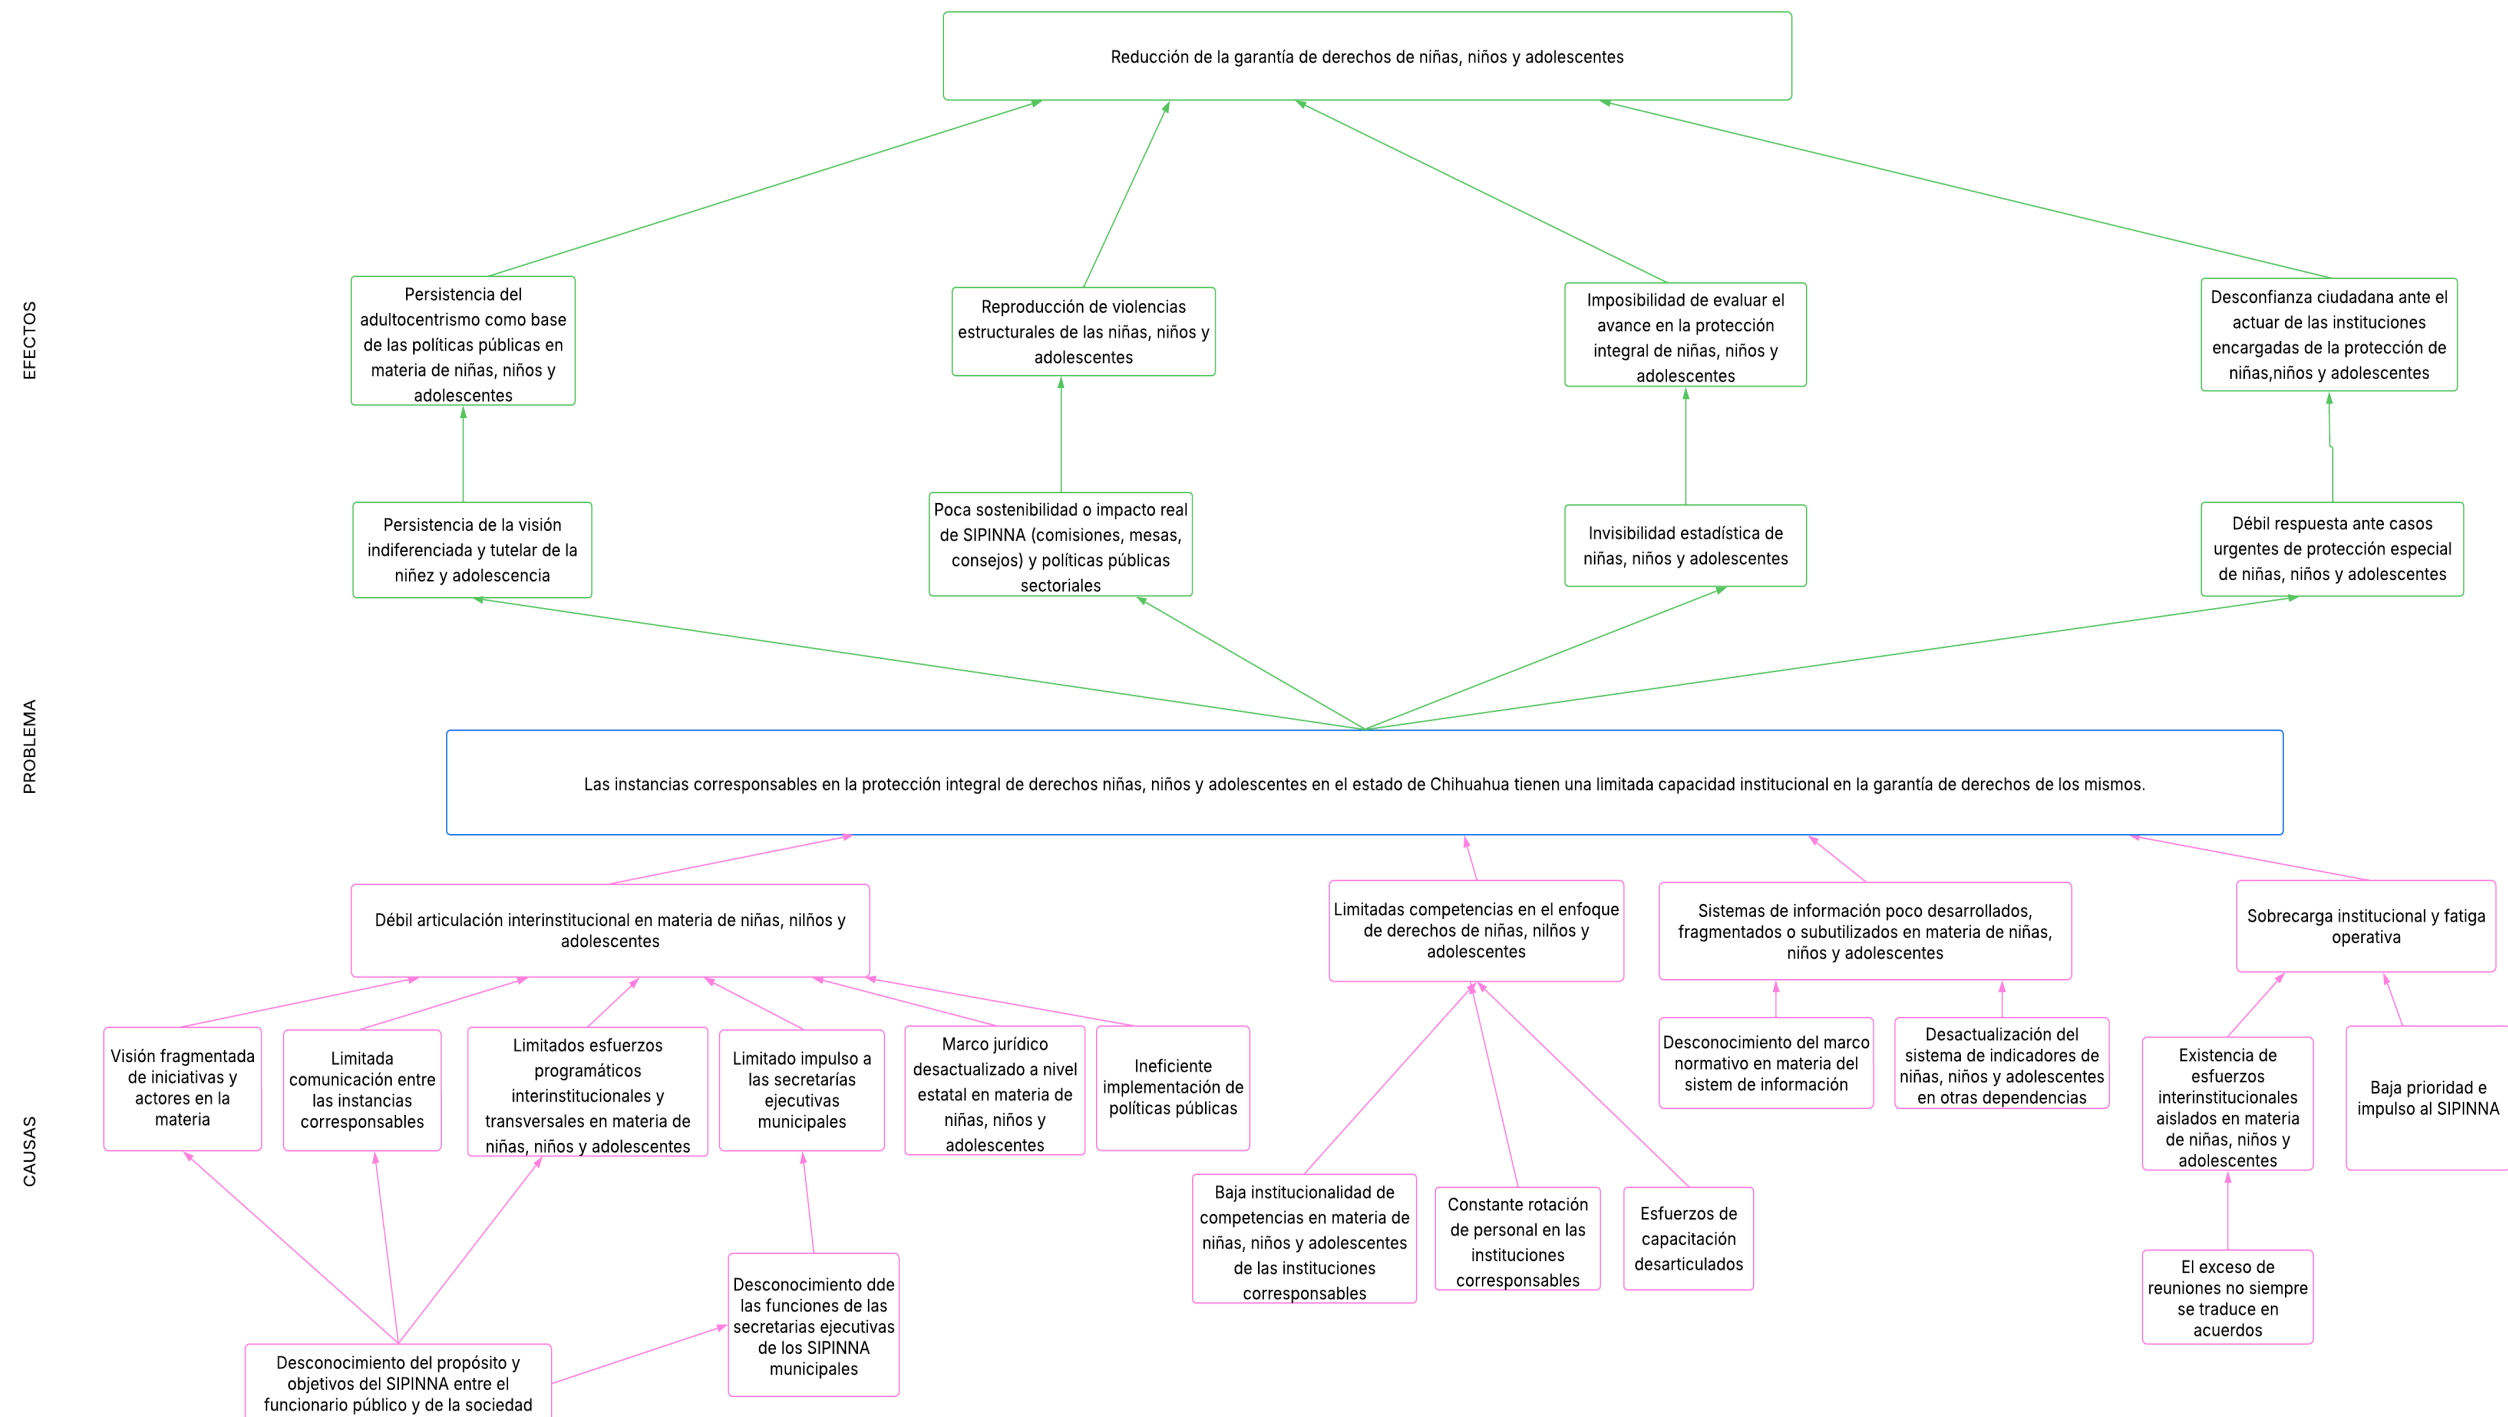 Reducción de la garantía de derechos de niñas, niños y adolescentes
EFECTOS
Persistencia del
adultocentrismo como base
de las políticas públicas en
materia de niñas, niños y
adolescentes
Reproducción de violencias
estructurales de las niñas, niños y
adolescentes
Imposibilidad de evaluar el
avance en la protección
integral de niñas, niños y
adolescentes
Desconfianza ciudadana ante el
actuar de las instituciones
encargadas de la protección de
niñas,niños y adolescentes
Persistencia de la visión
indiferenciada y tutelar de la
niñez y adolescencia
Poca sostenibilidad o impacto real
de SIPINNA (comisiones, mesas,
consejos) y políticas públicas
sectoriales
Invisibilidad estadística de
niñas, niños y adolescentes
Débil respuesta ante casos
urgentes de protección especial
de niñas, niños y adolescentes
PROBLEMA
Las instancias corresponsables en la protección integral de derechos niñas, niños y adolescentes en el estado de Chihuahua tienen una limitada capacidad institucional en la garantía de derechos de los mismos.
CAUSAS
Débil articulación interinstitucional en materia de niñas, nilños y
adolescentes
Limitadas competencias en el enfoque
de derechos de niñas, nilños y
adolescentes
Sistemas de información poco desarrollados,
fragmentados o subutilizados en materia de niñas,
niños y adolescentes
Sobrecarga institucional y fatiga
operativa
Visión fragmentada
de iniciativas y
actores en la
materia
Limitada
comunicación entre
las instancias
corresponsables
Limitados esfuerzos
programáticos
interinstitucionales y
transversales en materia de
niñas, niños y adolescentes
Limitado impulso a
las secretarías
ejecutivas
municipales
Marco jurídico
desactualizado a nivel
estatal en materia de
niñas, niños y
adolescentes
Ineficiente
implementación de
políticas públicas
Desconocimiento del marco
normativo en materia del
sistem de información
Desactualización del
sistema de indicadores de
niñas, niños y adolescentes
en otras dependencias
Existencia de
esfuerzos
interinstitucionales
aislados en materia
de niñas, niños y
adolescentes
Baja prioridad e
impulso al SIPINNA
Baja institucionalidad de
competencias en materia de
niñas, niños y adolescentes
de las instituciones
corresponsables
Constante rotación
de personal en las
instituciones
corresponsables
Esfuerzos de
capacitación
desarticulados
Desconocimiento dde
las funciones de las
secretarias ejecutivas
de los SIPINNA
municipales
El exceso de
reuniones no siempre
se traduce en
acuerdos
Desconocimiento del propósito y
objetivos del SIPINNA entre el
funcionario público y de la sociedad